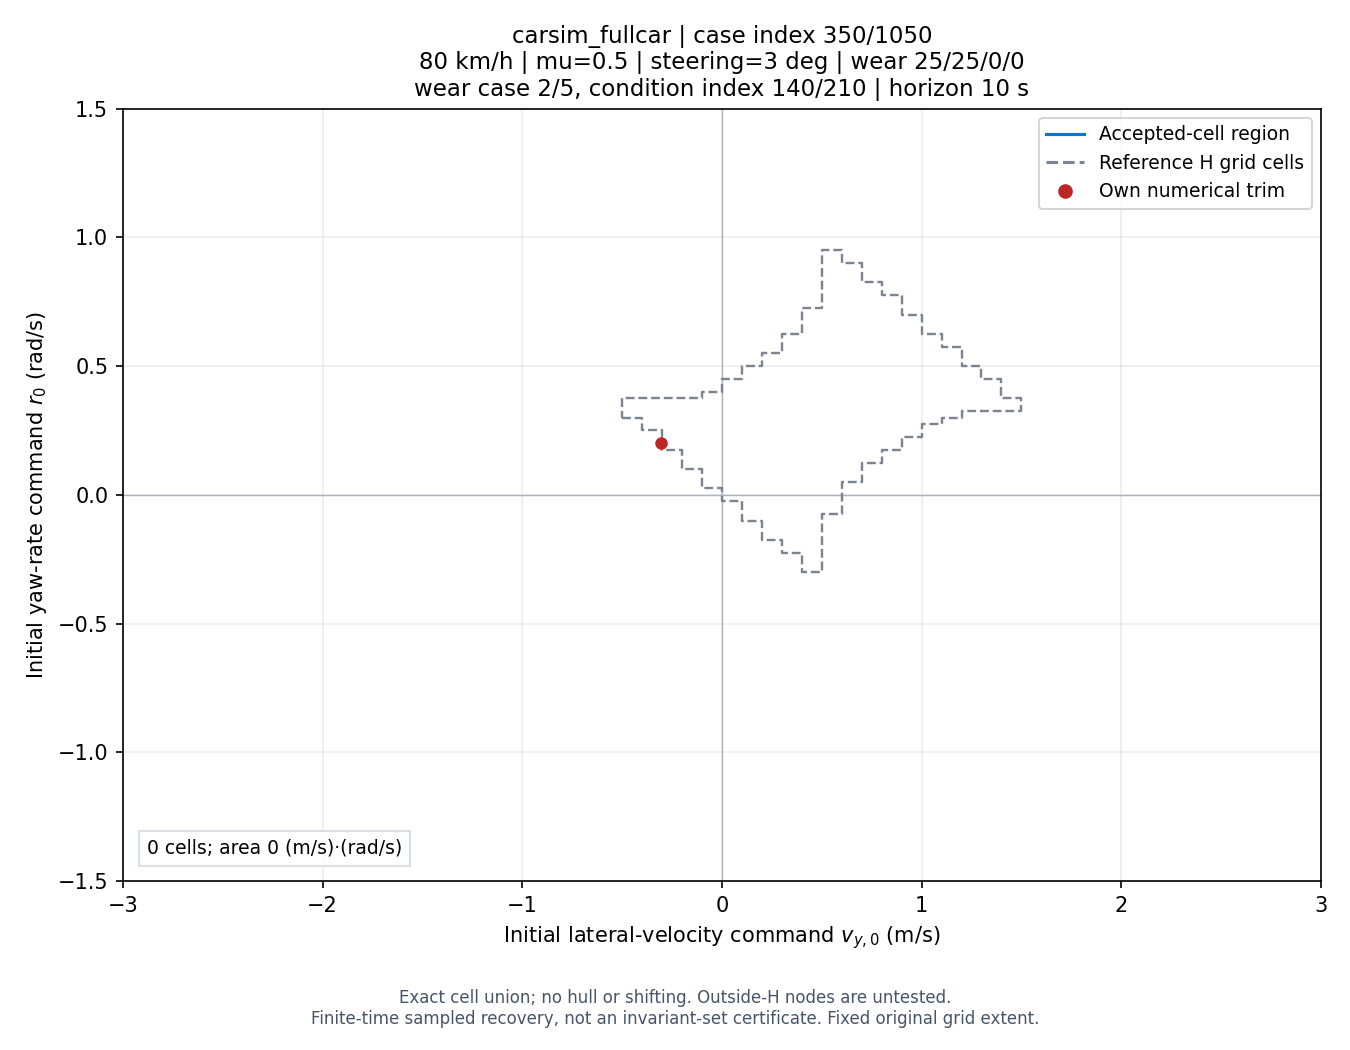 carsim_fullcar | case index 350/1050
80 km/h | mu=0.5 | steering=3 deg | wear 25/25/0/0
wear case 2/5, condition index 140/210 | horizon 10 s
Accepted-cell region
Reference H grid cells
Own numerical trim
1.5
1.0
0.5
0.0
−0.5
−1.0
−1.5
Initial yaw-rate command r0 (rad/s)
0 cells; area 0 (m/s)·(rad/s)
−3
−2
−1
0
1
2
3
Initial lateral-velocity command vy,0 (m/s)
Exact cell union; no hull or shifting. Outside-H nodes are untested.
Finite-time sampled recovery, not an invariant-set certificate. Fixed original grid extent.